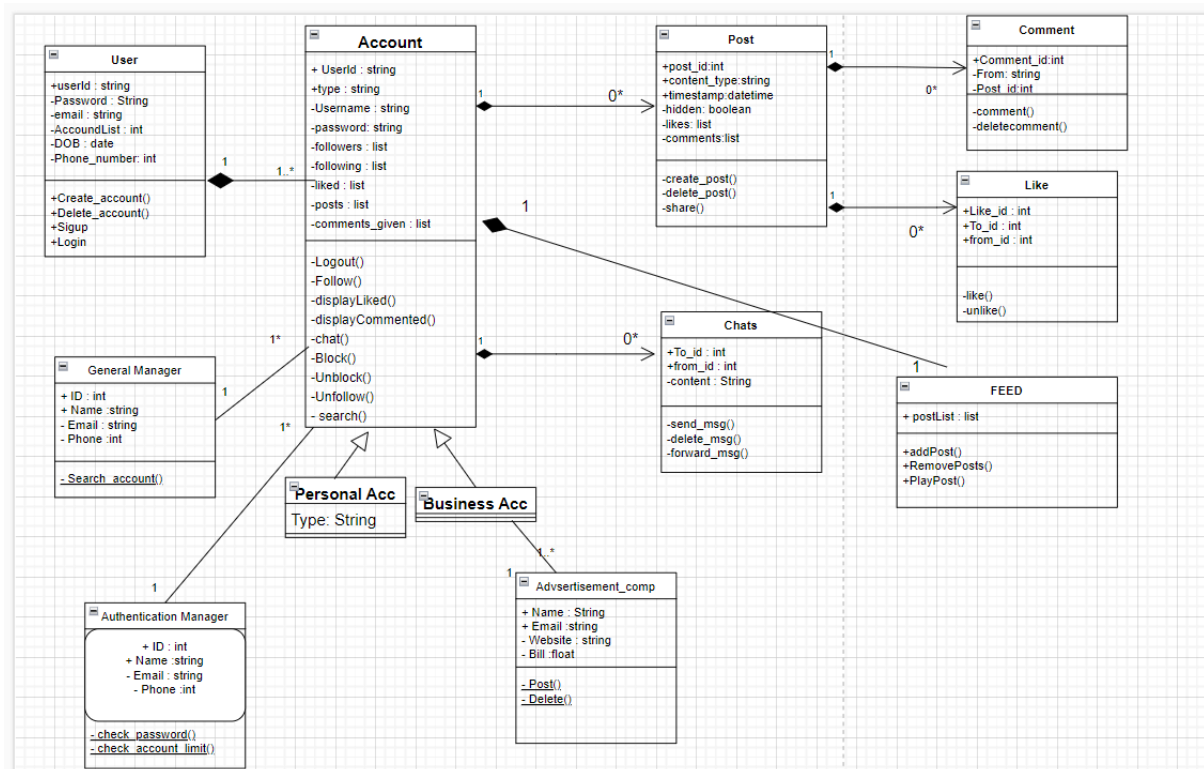 User
+userId : string
-Password : String
-email : string
-AccoundList : int
-DOB : date
-Phone_number: int
+Create_account()
+Delete_account()
+Sigup
+Login
1
1..*
Account
+ UserId : string
+type : string
-Username : string
-password: string
-followers : list
-following : list
-liked : list
-posts : list
-comments_given : list
-Logout()
-Follow()
-displayLiked()
-displayCommented()
-chat()
-Block()
-Unblock()
-Unfollow()
- search()
1
0*
Post
+post_id:int
+content_type:string
+timestamp:datetime
-hidden: boolean
-likes: list
-comments:list
-create_post()
-delete_post()
-share()
1
0*
Comment
+Comment_id:int
-From: string
-Post_id:int
-comment()
-deletecomment()
1
0*
Like
+Like_id : int
+To_id : int
+from_id : int
-like()
-unlike()
1
1
FEED
+ postList : list
+addPost()
+RemovePosts()
+PlayPost()
1
0*
Chats
+To_id : int
+from_id : int
-content : String
-send_msg()
-delete_msg()
-forward_msg()
1*
1
General Manager
+ ID : int
+ Name :string
- Email : string
- Phone :int
- Search_account()
1*
1
Authentication Manager
+ ID : int
+ Name :string
- Email : string
- Phone :int
- check_password()
- check_account_limit()
Personal Acc
Type: String
Business Acc
1..*
1
Advsertisement_comp
+ Name : String
+ Email :string
- Website : string
- Bill :float
- Post()
- Delete()